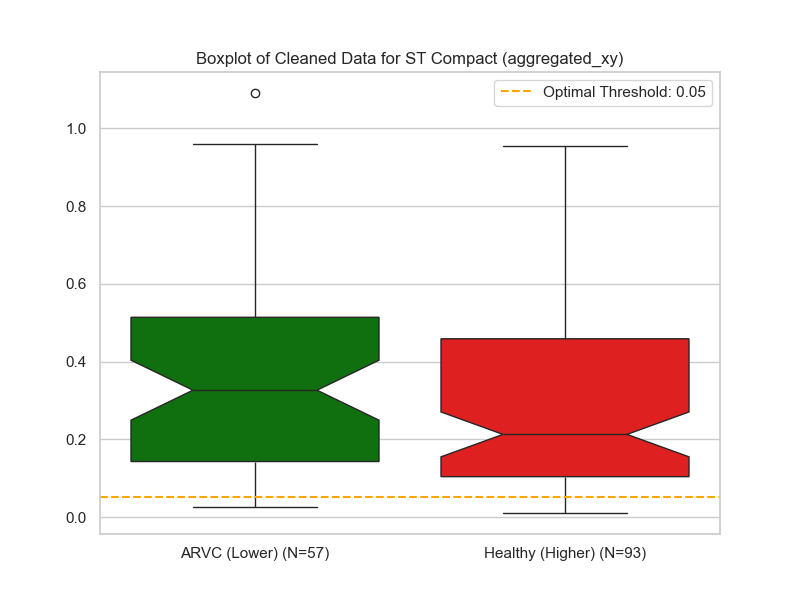 Boxplot of Cleaned Data for ST Compact (aggregated_xy)
Optimal Threshold: 0.05
1.0
0.8
0.6
0.4
0.2
0.0
ARVC (Lower) (N=57)
Healthy (Higher) (N=93)